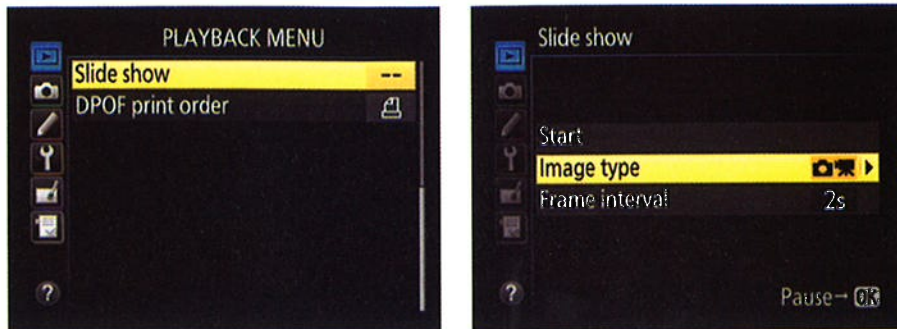 PLAYBACK MENU
Slide show
--
DPOF print order
?
Slide show
Start
Image type
Frame interval 2s
?
Pause→OK